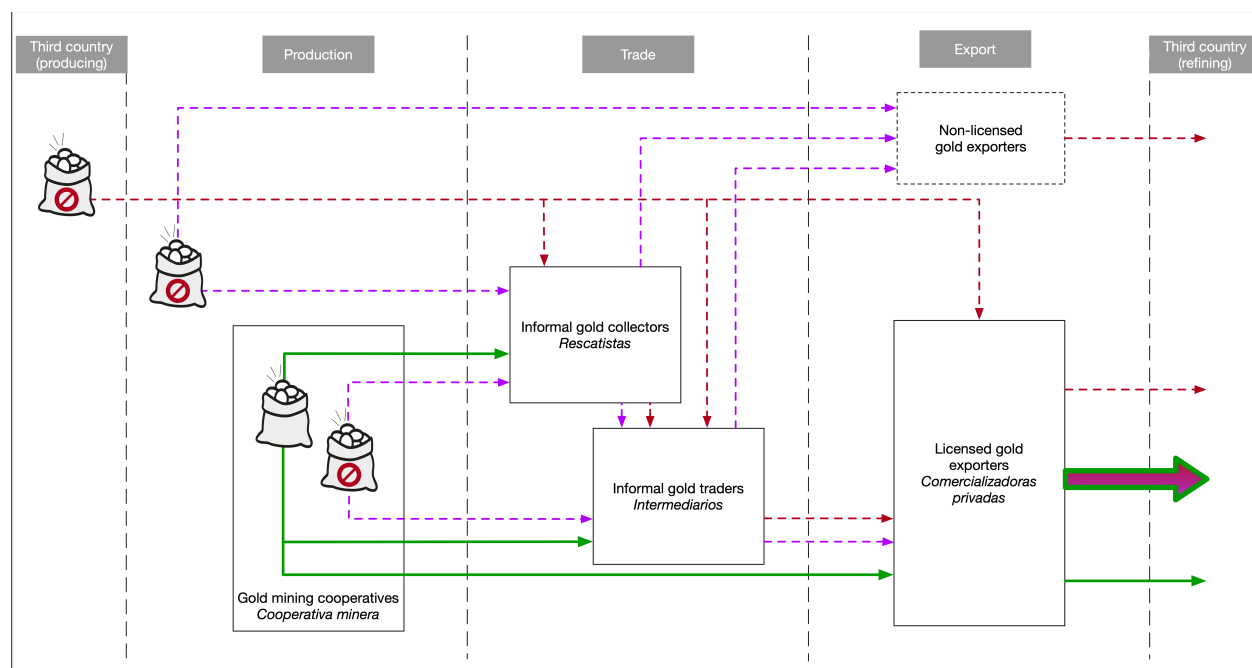 Third country
(producing)
Production
Trade
Export
Third country
(refining)
Non-licensed
gold exporters
Informal gold collectors
Rescatistas
Informal gold traders
Intermediarios
Licensed gold
exporters
Comercializadoras
privadas
Gold mining cooperatives
Cooperativa minera